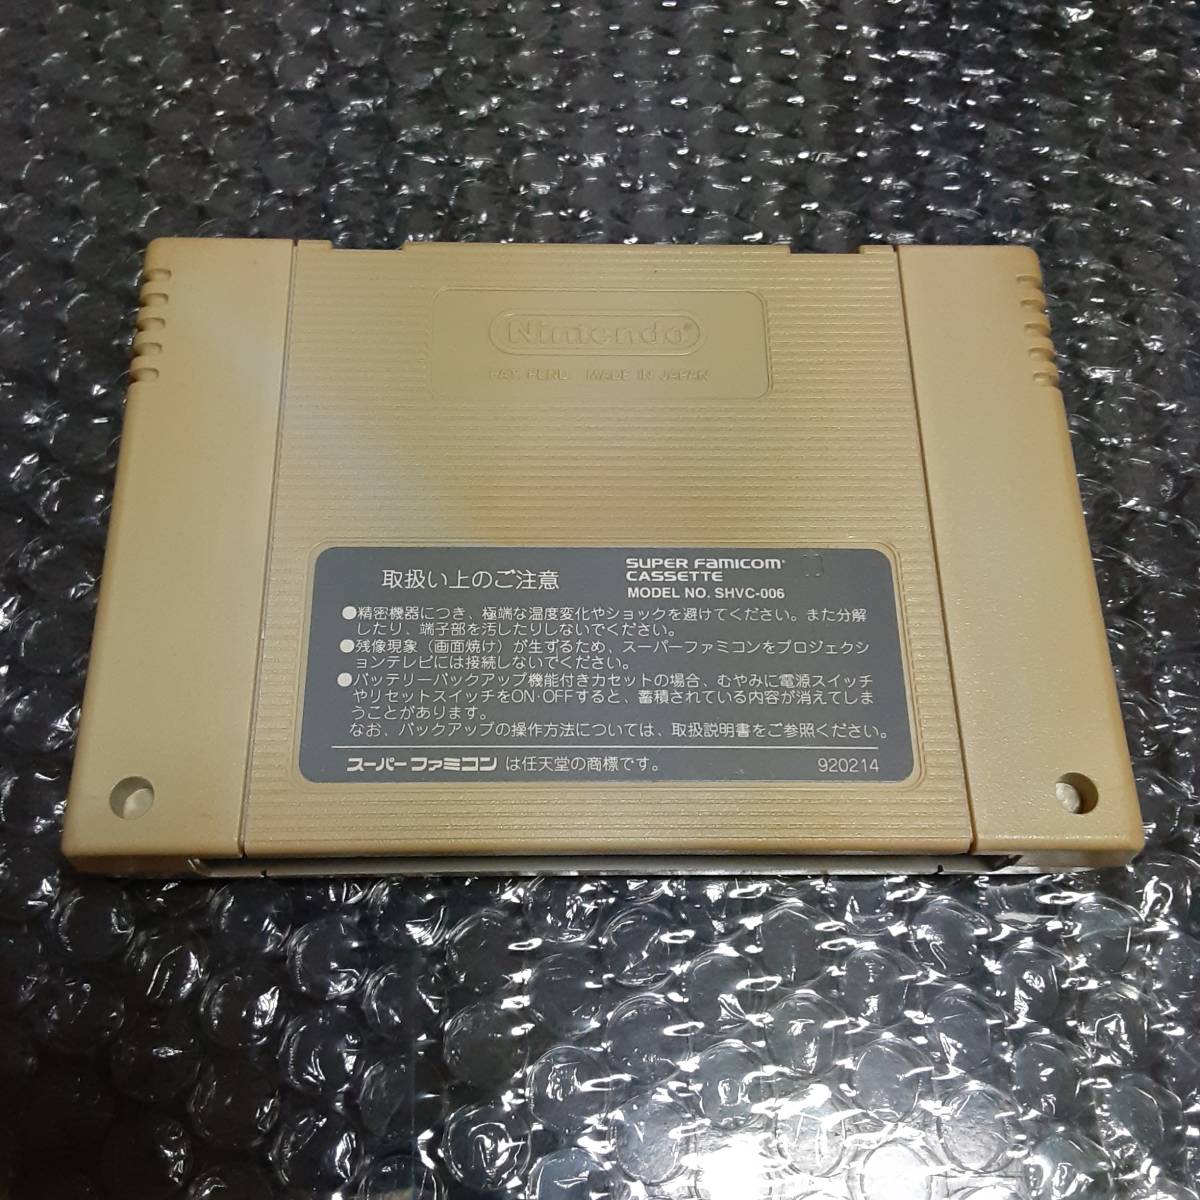 Nintendo®
PAT. PEND. MADE IN JAPAN
取扱い上のご注意
SUPER FAMICOM®
CASSETTE
MODEL NO. SHVC-006
●精密機器につき、極端な温度変化やショックを避けてください。また分解
したり、端子部を汚したりしないでください。
●残像現象（画面焼け）が生ずるため、スーパーファミコンをプロジェクシ
ョンテレビには接続しないでください。
●バッテリーバックアップ機能付きカセットの場合、むやみに電源スイッチ
やリセットスイッチをON・OFFすると、蓄積されている内容が消えてしま
うことがあります。
なお、バックアップの操作方法については、取扱説明書をご参照ください。
スーパーファミコン は任天堂の商標です。
920214